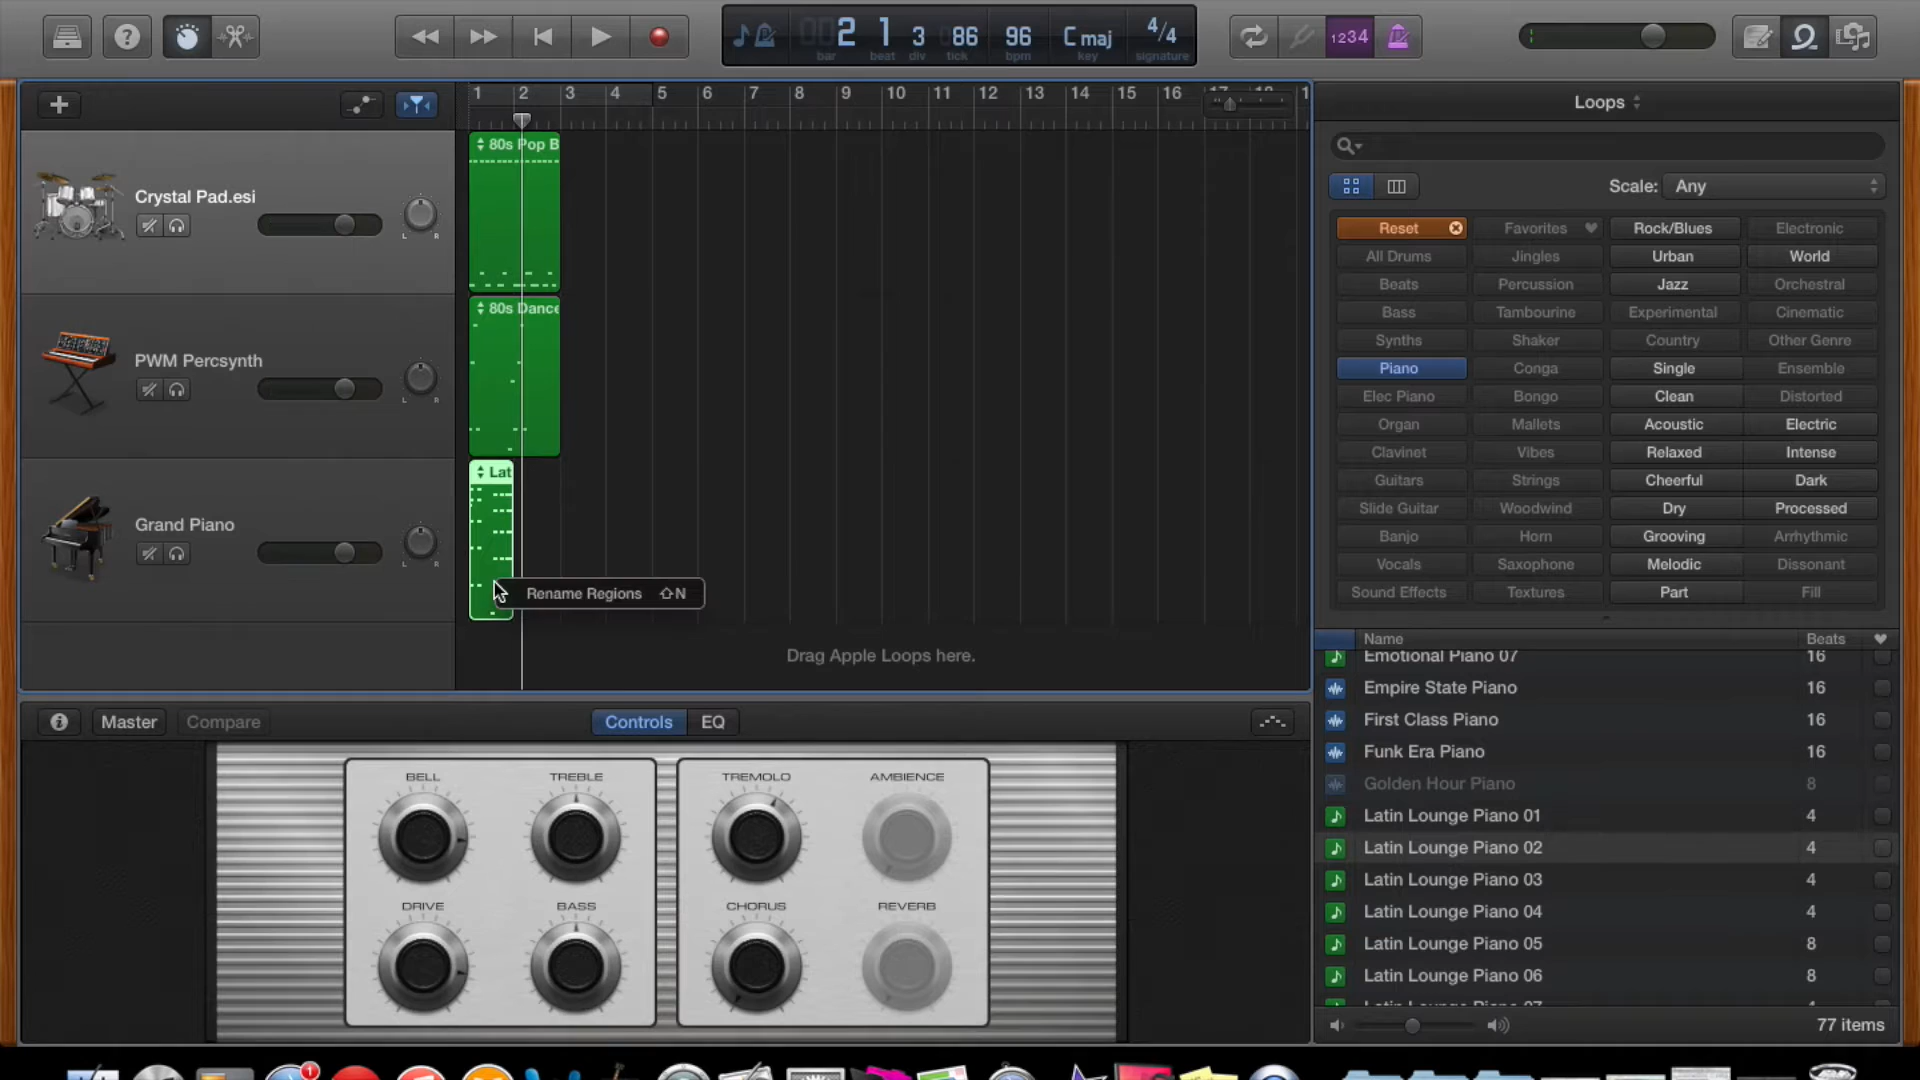 2 1 3 86 96 C maj 4/4
bar beat div tick bpm key signature
1234
1 2 3 4 5 6 7 8 9 10 11 12 13 14 15 16
Crystal Pad.esi
L R
80s Pop B
PWM Percsynth
L R
80s Dance
Grand Piano
L R
Lat
Rename Regions ⇧N
Drag Apple Loops here.
Loops
Scale: Any
Reset Favorites Rock/Blues Electronic
All Drums Jingles Urban World
Beats Percussion Jazz Orchestral
Bass Tambourine Experimental Cinematic
Synths Shaker Country Other Genre
Piano Conga Single Ensemble
Elec Piano Bongo Clean Distorted
Organ Mallets Acoustic Electric
Clavinet Vibes Relaxed Intense
Guitars Strings Cheerful Dark
Slide Guitar Woodwind Dry Processed
Banjo Horn Grooving Arrhythmic
Vocals Saxophone Melodic Dissonant
Sound Effects Textures Part Fill
Name Beats
Emotional Piano 07 16
Empire State Piano 16
First Class Piano 16
Funk Era Piano 16
Golden Hour Piano 8
Latin Lounge Piano 01 4
Latin Lounge Piano 02 4
Latin Lounge Piano 03 4
Latin Lounge Piano 04 4
Latin Lounge Piano 05 8
Latin Lounge Piano 06 8
77 items
Master Compare Controls EQ
BELL TREBLE TREMOLO AMBIENCE
DRIVE BASS CHORUS REVERB
1